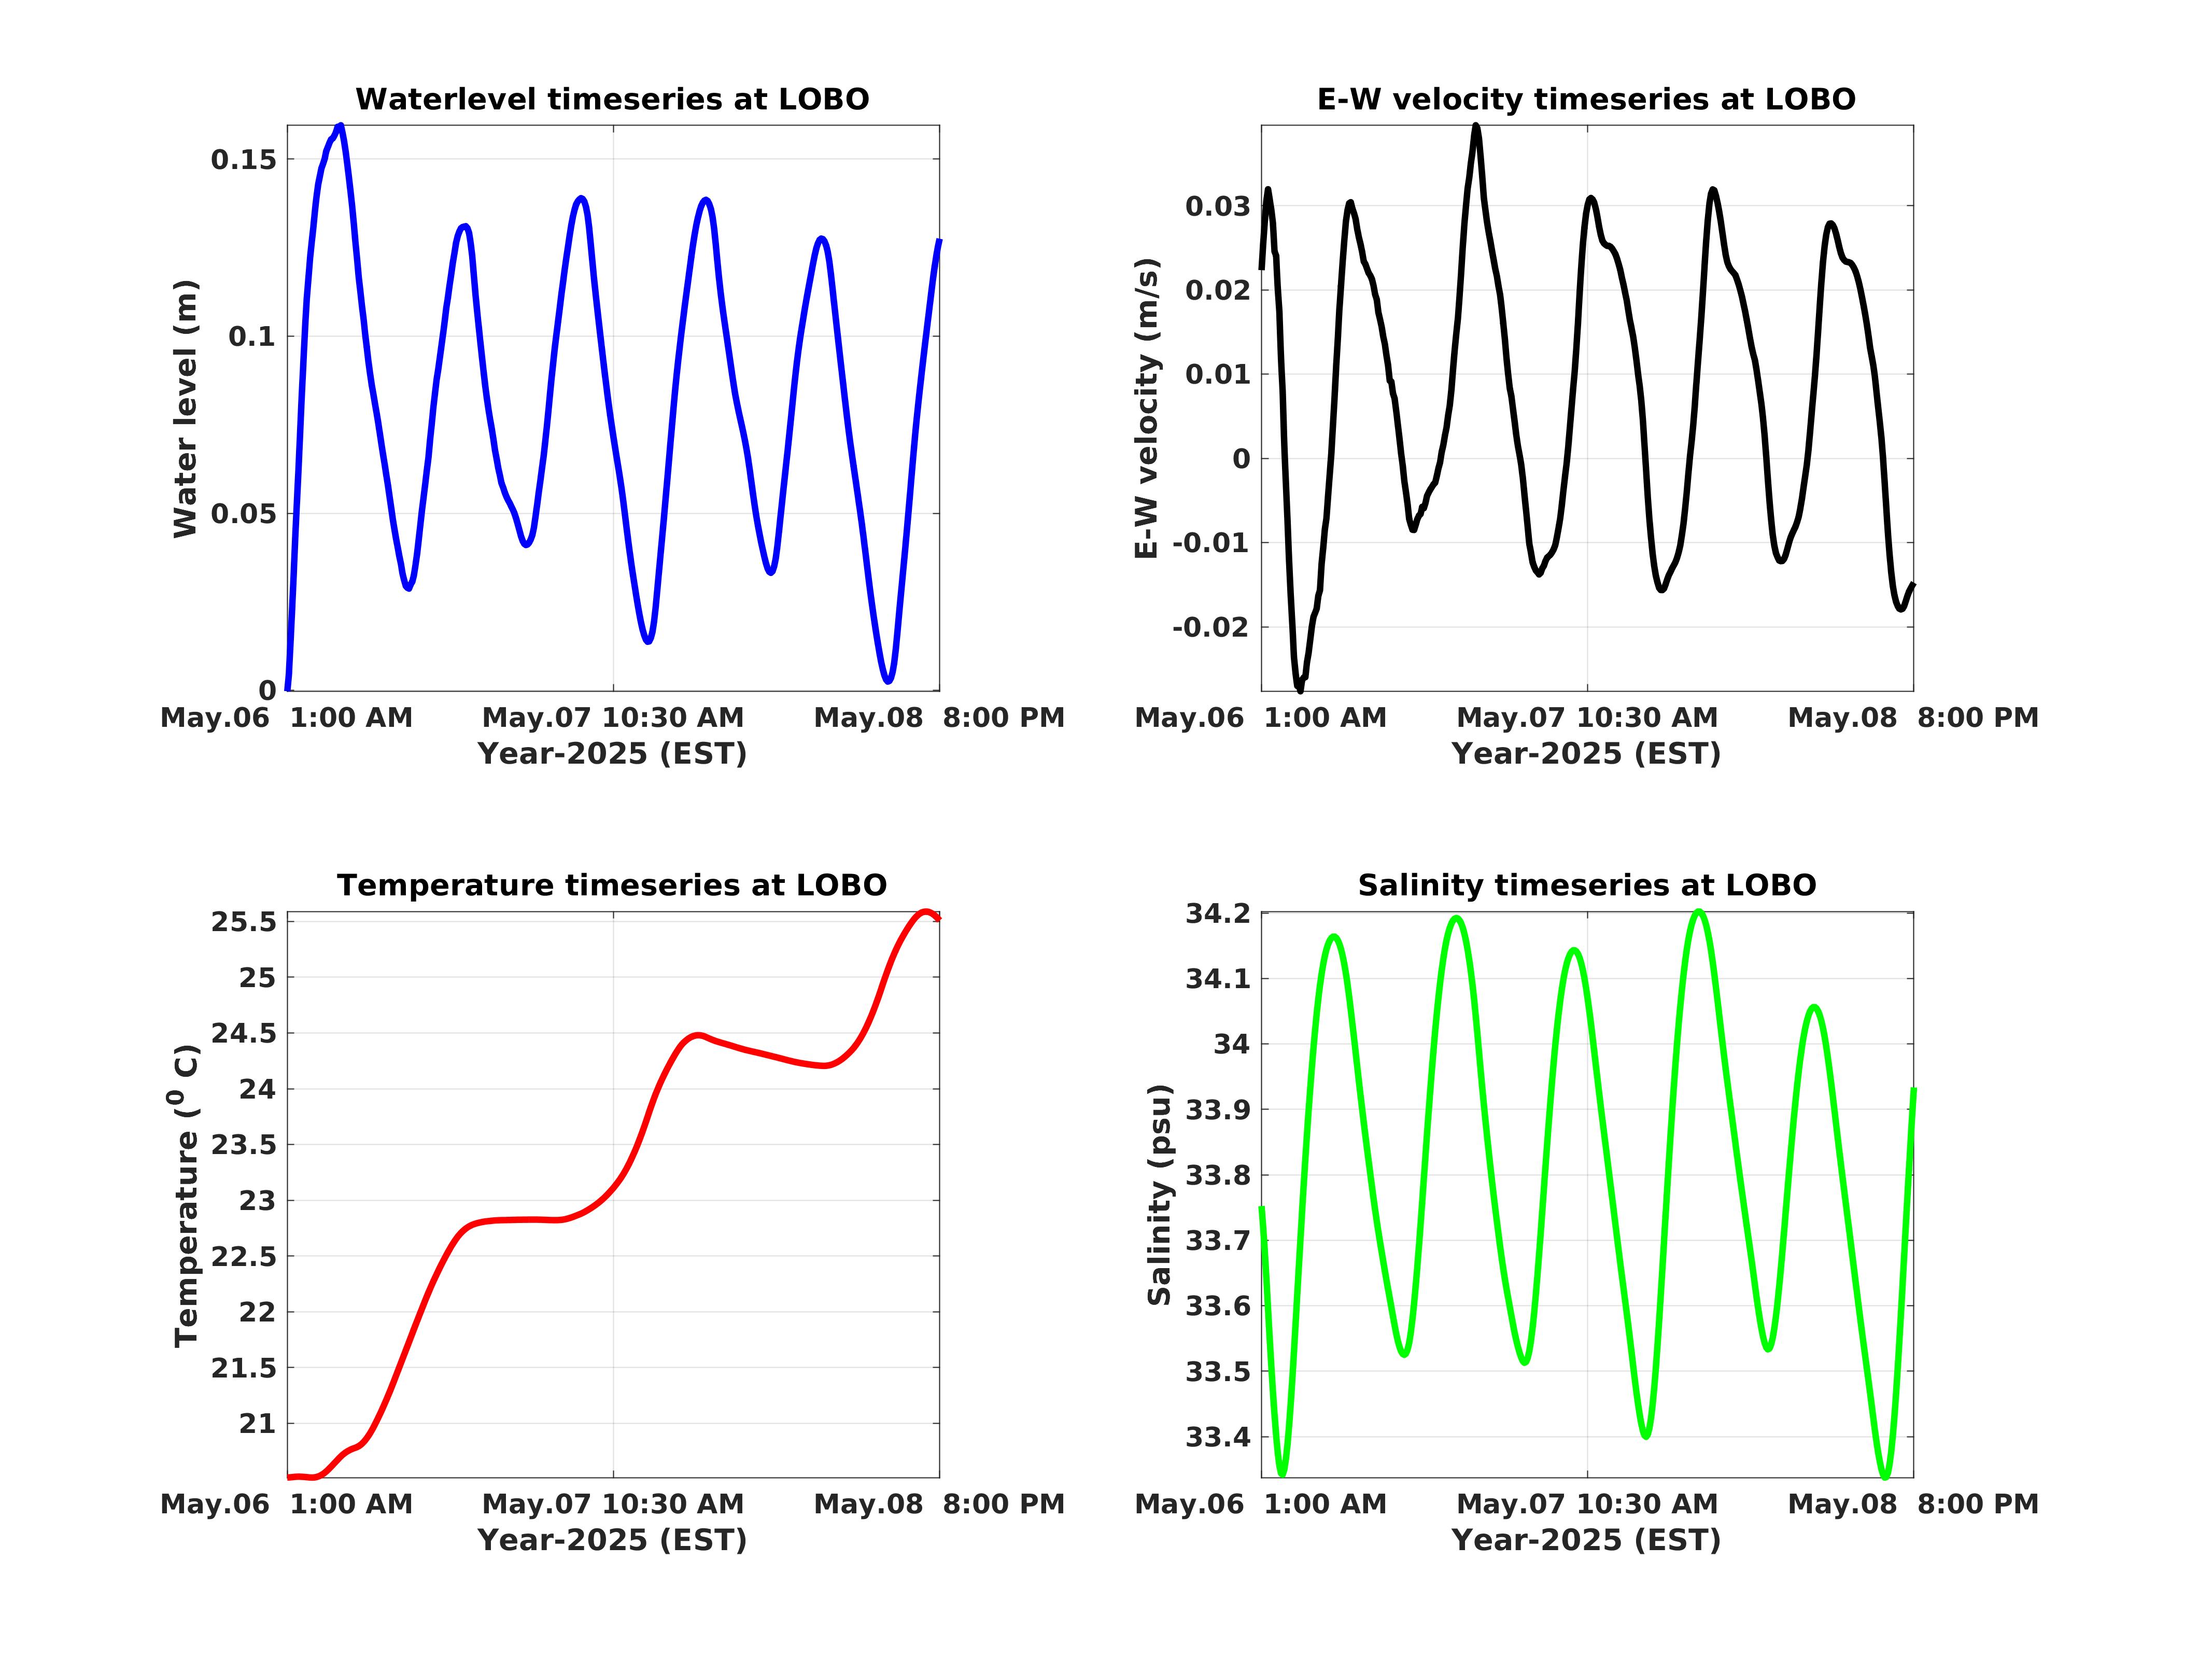 Waterlevel timeseries at LOBO
0.15
0.1
0.05
0
Water level (m)
May.06 1:00 AM May.07 10:30 AM May.08 8:00 PM
Year-2025 (EST)
E-W velocity timeseries at LOBO
0.03
0.02
0.01
0
-0.01
-0.02
E-W velocity (m/s)
May.06 1:00 AM May.07 10:30 AM May.08 8:00 PM
Year-2025 (EST)
Temperature timeseries at LOBO
25.5
25
24.5
24
23.5
23
22.5
22
21.5
21
Temperature (⁰ C)
May.06 1:00 AM May.07 10:30 AM May.08 8:00 PM
Year-2025 (EST)
Salinity timeseries at LOBO
34.2
34.1
34
33.9
33.8
33.7
33.6
33.5
33.4
Salinity (psu)
May.06 1:00 AM May.07 10:30 AM May.08 8:00 PM
Year-2025 (EST)